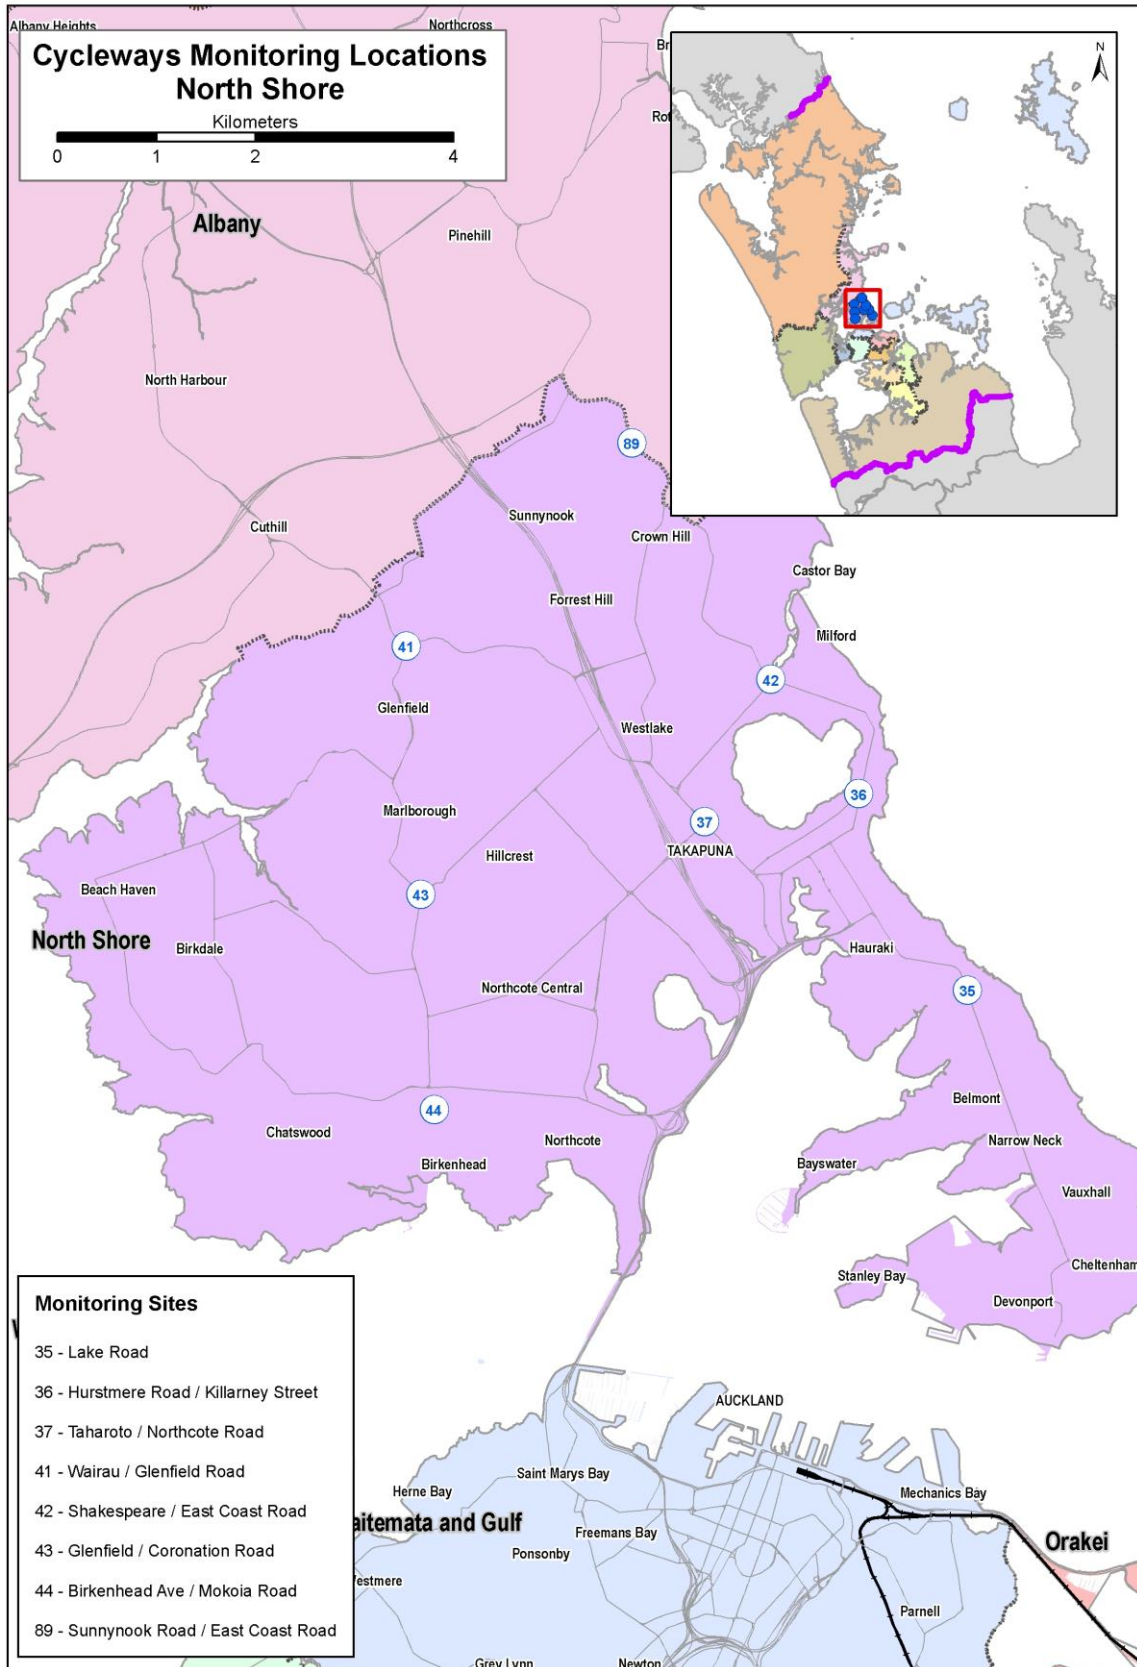 Albany Heights
Northcross
Cycleways Monitoring Locations
North Shore
Kilometers
0 1 2 4
N
Albany
Pinehill
North Harbour
89
Sunnynook
Cuthill
Crown Hill
Castor Bay
Forrest Hill
Milford
41
42
Glenfield
Westlake
36
Marlborough
37
TAKAPUNA
Hillcrest
Beach Haven
43
North Shore
Birkdale
Hauraki
Northcote Central
35
Belmont
44
Chatswood
Northcote
Narrow Neck
Birkenhead
Bayswater
Vauxhall
Cheltenham
Stanley Bay
Devonport
Monitoring Sites
35 - Lake Road
36 - Hurstmere Road / Killarney Street
37 - Taharoto / Northcote Road
41 - Wairau / Glenfield Road
42 - Shakespeare / East Coast Road
43 - Glenfield / Coronation Road
44 - Birkenhead Ave / Mokoia Road
89 - Sunnynook Road / East Coast Road
AUCKLAND
Saint Marys Bay
Herne Bay
Mechanics Bay
aitemata and Gulf
Freemans Bay
Orakei
Ponsonby
estmere
Parnell
Grey Lynn
Newton